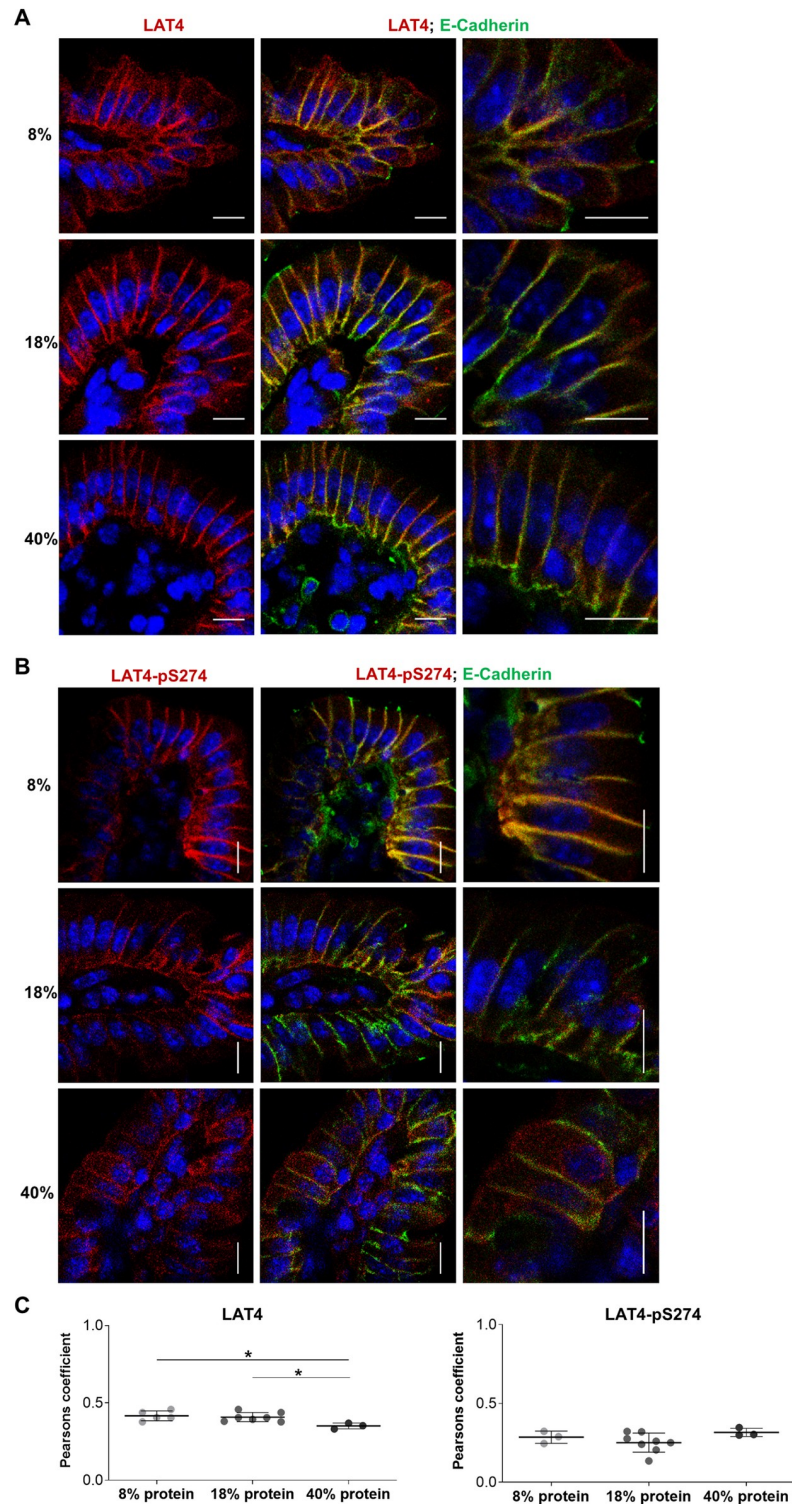 A
LAT4
LAT4; E-Cadherin
8%
18%
40%
B
LAT4-pS274
LAT4-pS274; E-Cadherin
8%
18%
40%
C
LAT4
1.0
0.5
0.0
Pearsons coefficient
*
*
8% protein
18% protein
40% protein
LAT4-pS274
1.0
0.5
0.0
Pearsons coefficient
8% protein
18% protein
40% protein